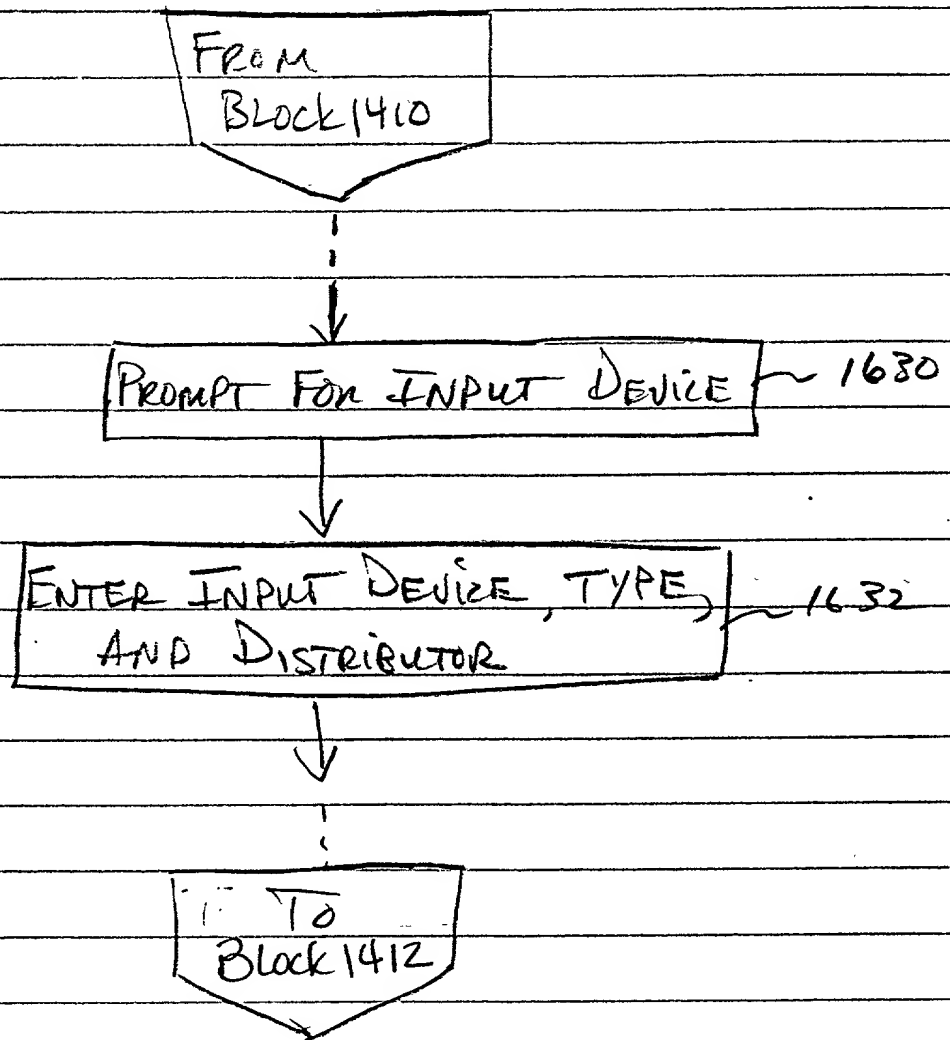 FROM
BLOCK 1410
PROMPT FOR INPUT DEVICE
1630
ENTER INPUT DEVICE, TYPE,
AND DISTRIBUTOR
1632
TO
BLOCK 1412